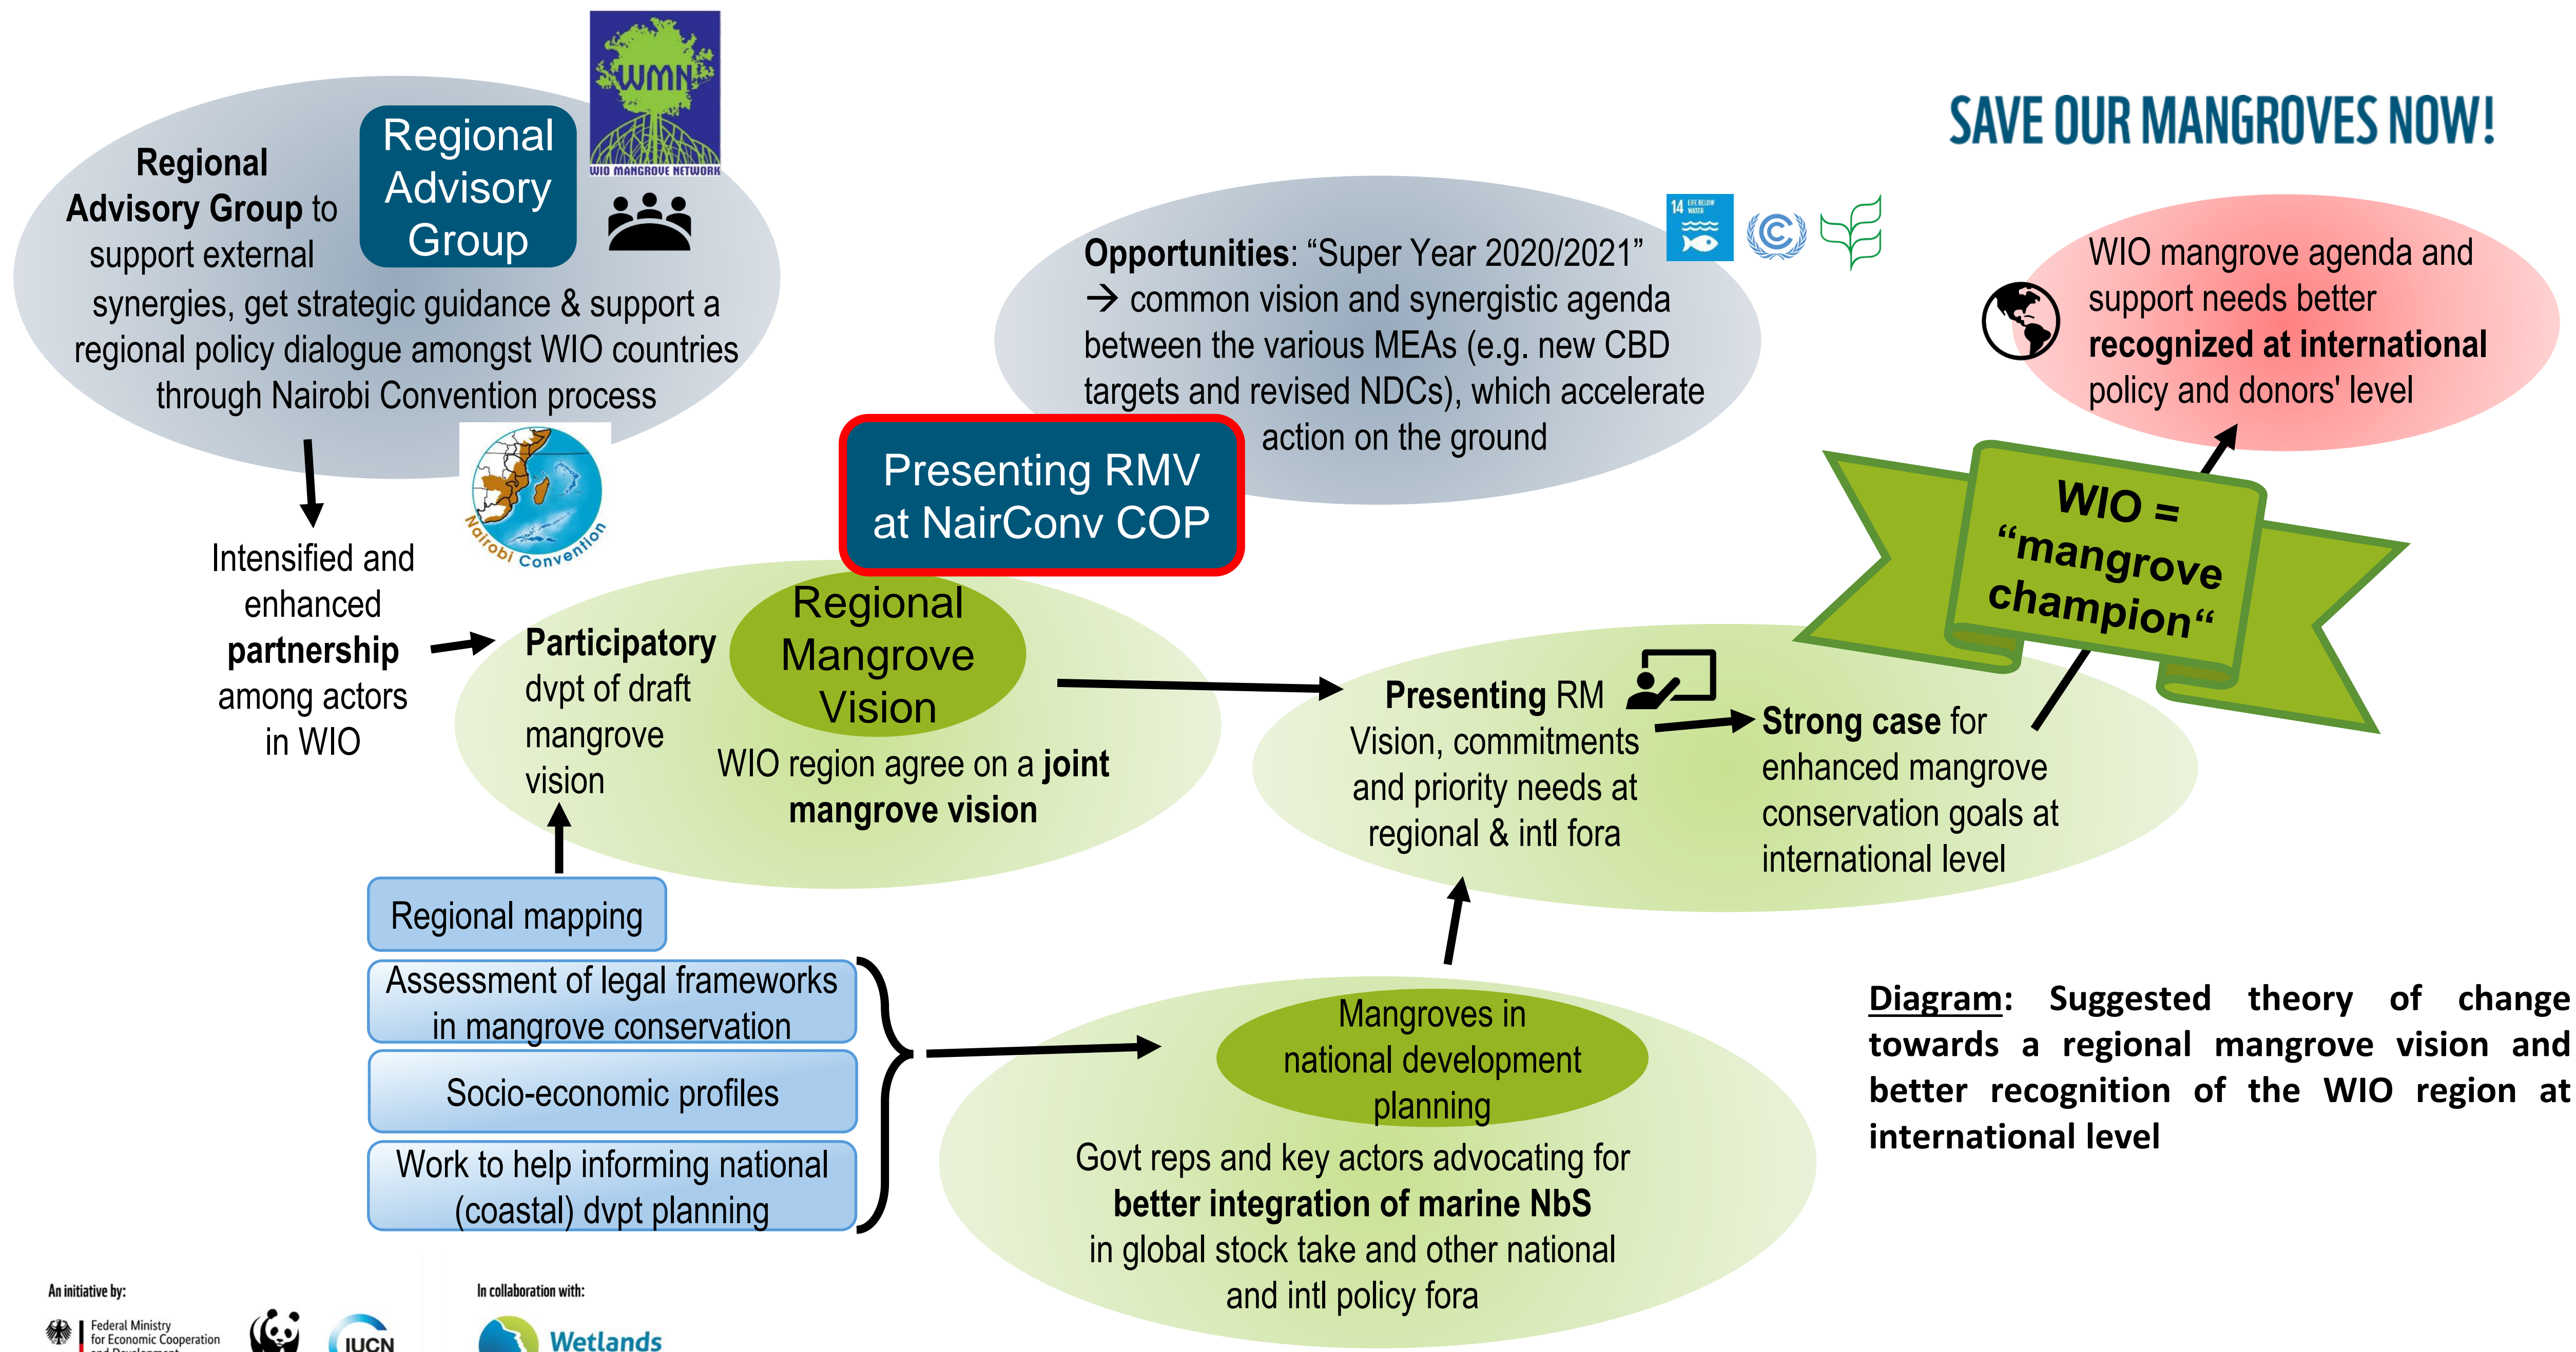 WMN
WIO MANGROVE NETWORK
Regional
Advisory Group to
support external
synergies, get strategic guidance & support a
regional policy dialogue amongst WIO countries
through Nairobi Convention process
Regional
Advisory
Group
SAVE OUR MANGROVES NOW!
Opportunities: “Super Year 2020/2021”
→ common vision and synergistic agenda
between the various MEAs (e.g. new CBD
targets and revised NDCs), which accelerate
action on the ground
14 LIFE BELOW
WATER
WIO mangrove agenda and
support needs better
recognized at international
policy and donors' level
Presenting RMV
at NairConv COP
WIO =
“mangrove
champion“
Nairobi Convention
Intensified and
enhanced
partnership
among actors
in WIO
Participatory
dvpt of draft
mangrove
vision
Regional
Mangrove
Vision
WIO region agree on a joint
mangrove vision
Presenting RM
Vision, commitments
and priority needs at
regional & intl fora
Strong case for
enhanced mangrove
conservation goals at
international level
Regional mapping
Assessment of legal frameworks
in mangrove conservation
Socio-economic profiles
Work to help informing national
(coastal) dvpt planning
Mangroves in
national development
planning
Govt reps and key actors advocating for
better integration of marine NbS
in global stock take and other national
and intl policy fora
Diagram: Suggested theory of change
towards a regional mangrove vision and
better recognition of the WIO region at
international level
An initiative by:
Federal Ministry
for Economic Cooperation
and Development
IUCN
In collaboration with:
Wetlands